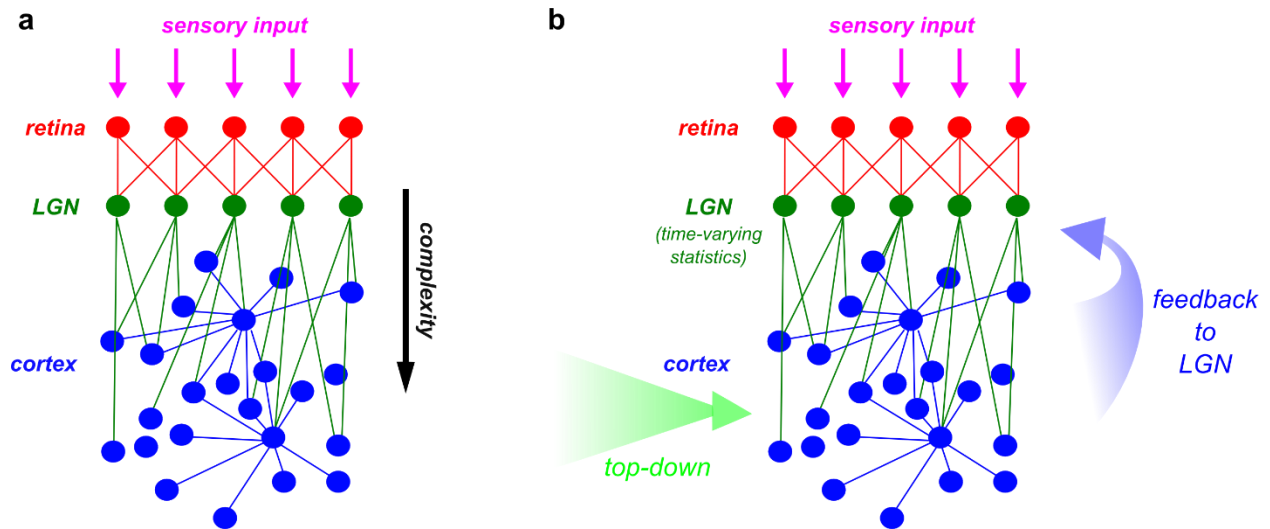 a
sensory input
retina
LGN
complexity
cortex
b
sensory input
retina
LGN
(time-varying
statistics)
feedback
to
LGN
cortex
top-down